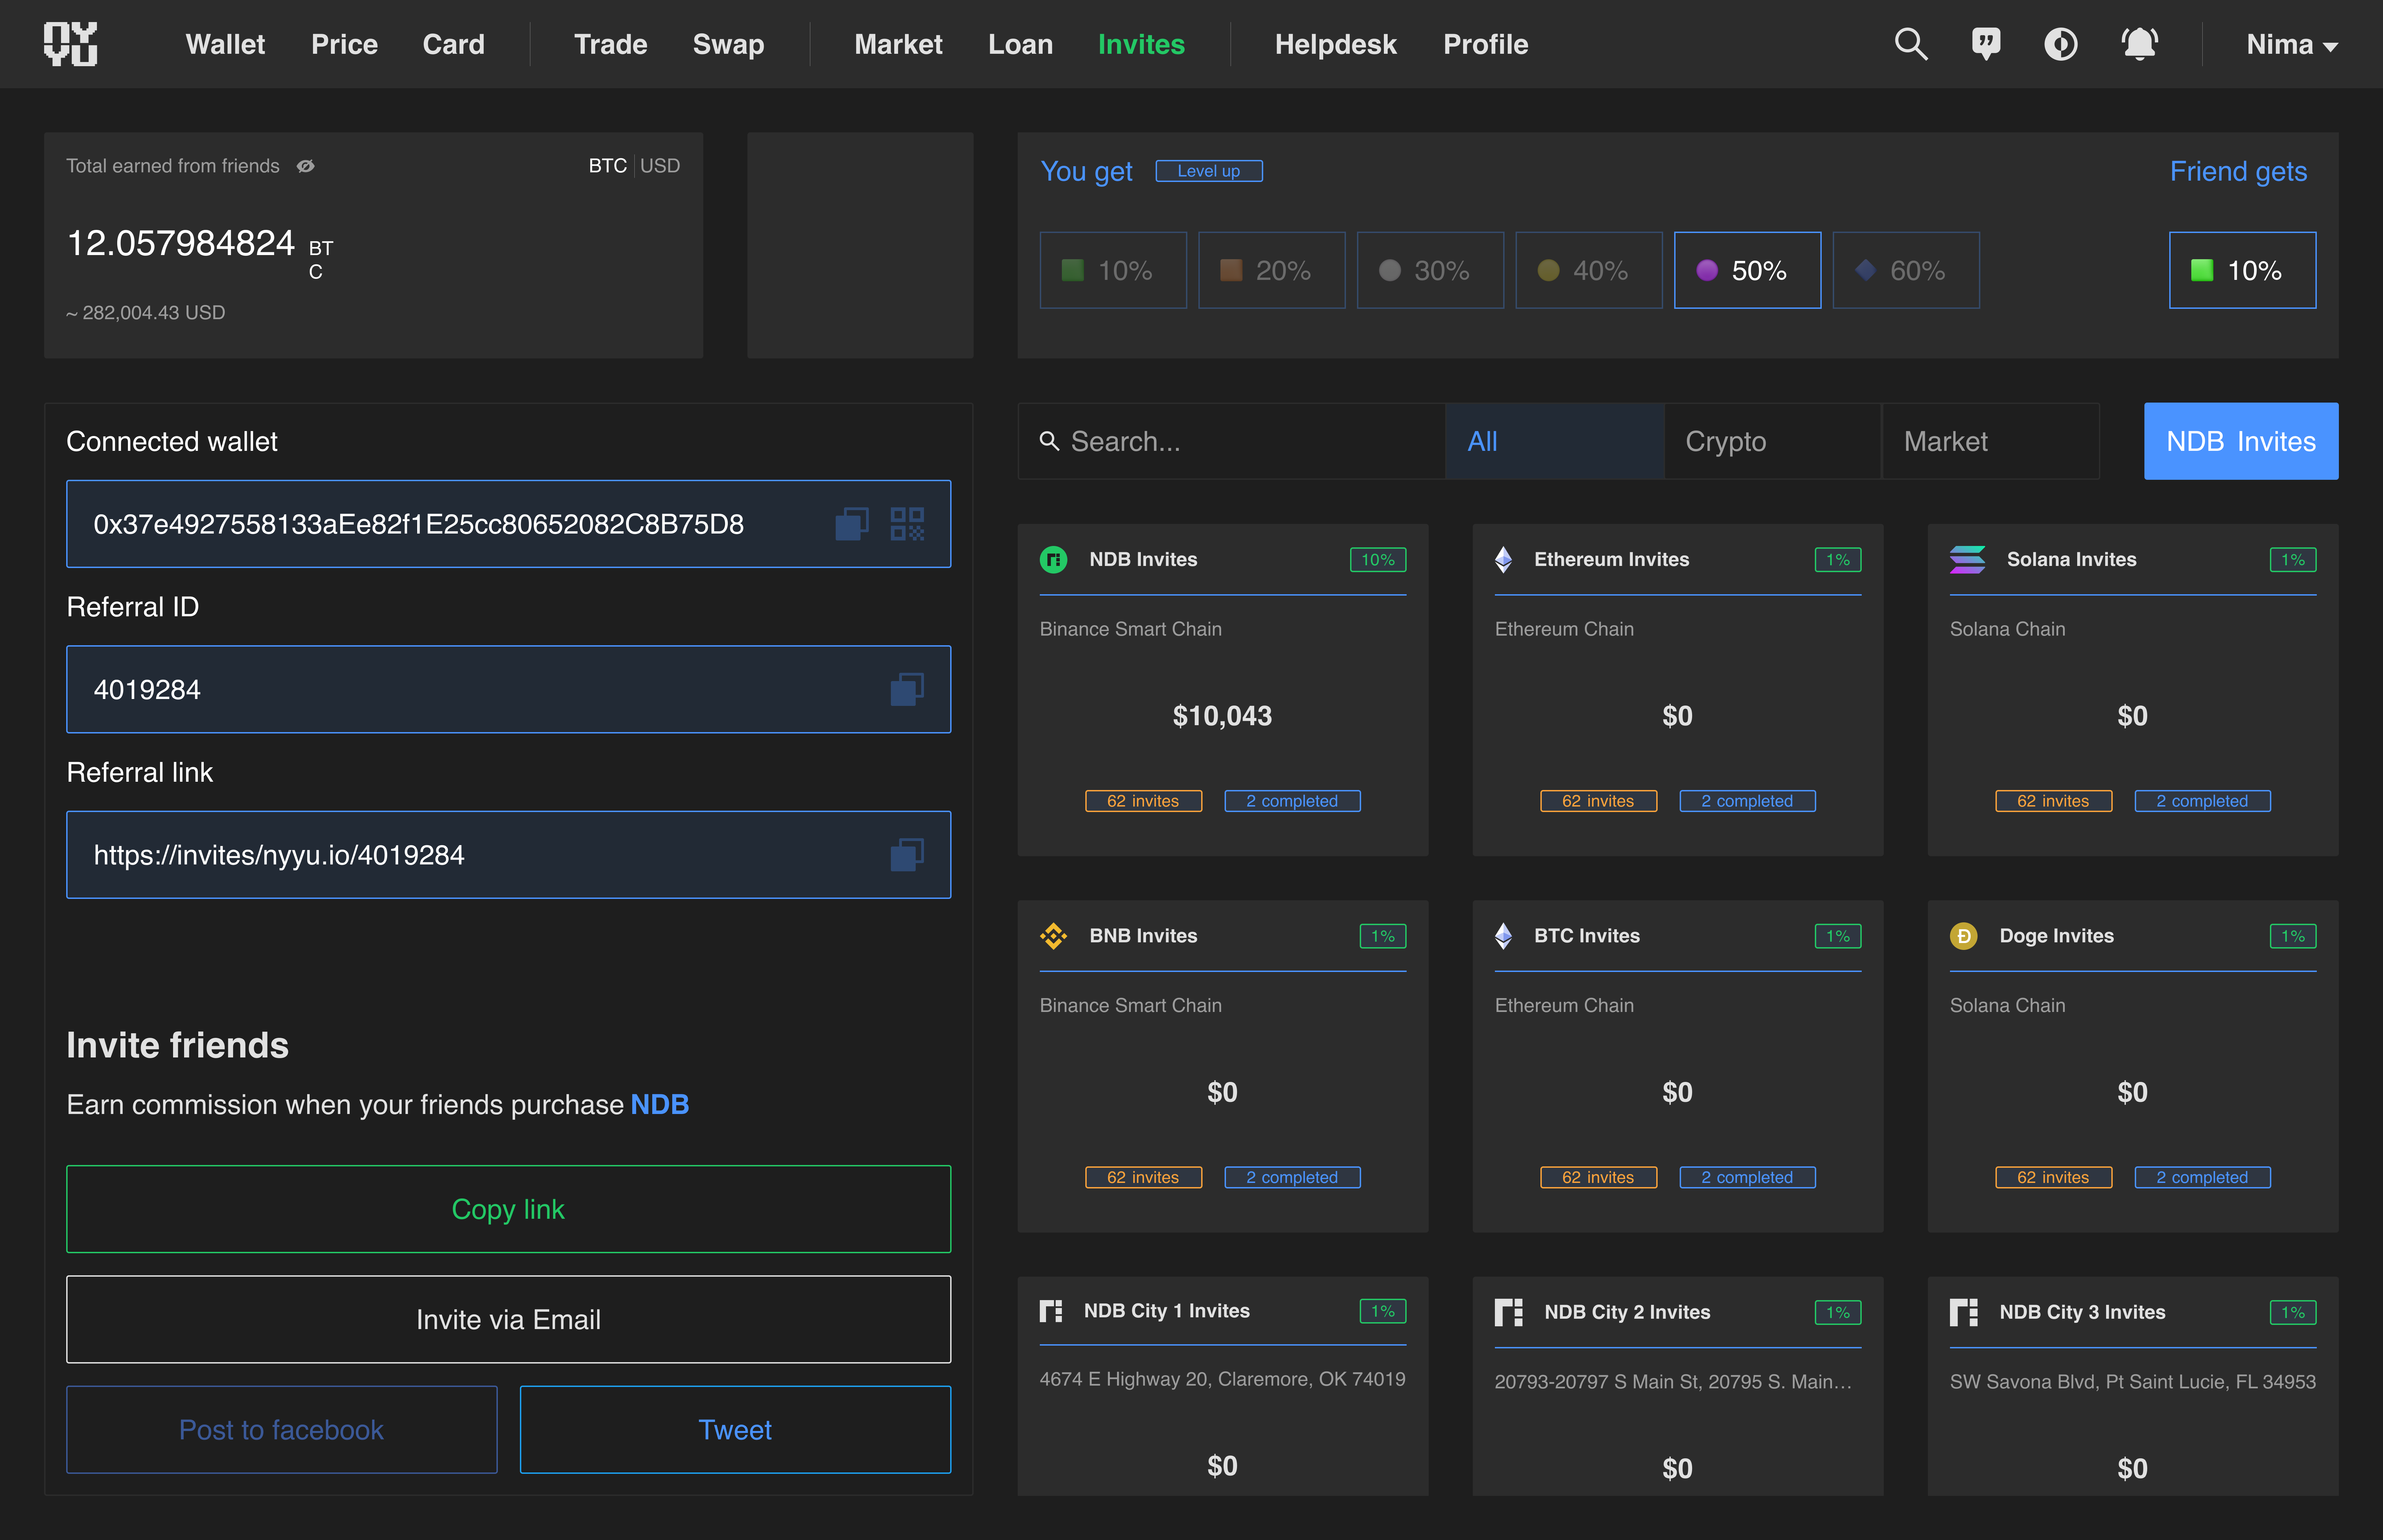 NYYU
Wallet Price Card Trade Swap Market Loan Invites Helpdesk Profile Nima
Total earned from friends BTC USD
12.057984824 BT
C
~ 282,004.43 USD
You get Level up Friend gets
10% 20% 30% 40% 50% 60% 10%
Connected wallet
0x37e4927558133aEe82f1E25cc80652082C8B75D8
Referral ID
4019284
Referral link
https://invites/nyyu.io/4019284
Invite friends
Earn commission when your friends purchase NDB
Copy link
Invite via Email
Post to facebook Tweet
Search... All Crypto Market NDB Invites
NDB Invites 10%
Binance Smart Chain
$10,043
62 invites 2 completed
Ethereum Invites 1%
Ethereum Chain
$0
62 invites 2 completed
Solana Invites 1%
Solana Chain
$0
62 invites 2 completed
BNB Invites 1%
Binance Smart Chain
$0
62 invites 2 completed
BTC Invites 1%
Ethereum Chain
$0
62 invites 2 completed
Doge Invites 1%
Solana Chain
$0
62 invites 2 completed
NDB City 1 Invites 1%
4674 E Highway 20, Claremore, OK 74019
$0
NDB City 2 Invites 1%
20793-20797 S Main St, 20795 S. Main…
$0
NDB City 3 Invites 1%
SW Savona Blvd, Pt Saint Lucie, FL 34953
$0